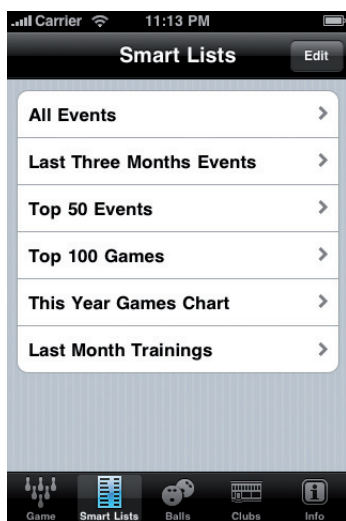 Carrier 11:13 PM
Smart Lists Edit
All Events
Last Three Months Events
Top 50 Events
Top 100 Games
This Year Games Chart
Last Month Trainings
Game Smart Lists Balls Clubs Info